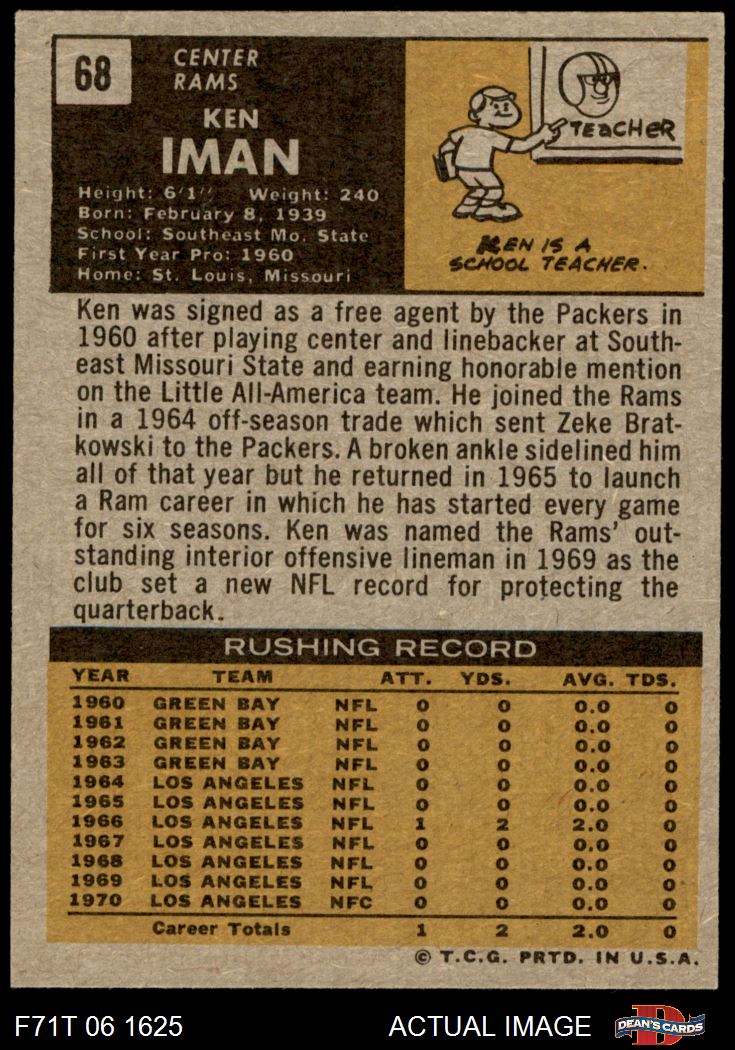 68
CENTER
RAMS
KEN
IMAN
Height: 6'1" Weight: 240
Born: February 8, 1939
School: Southeast Mo. State
First Year Pro: 1960
Home: St. Louis, Missouri
TEACHER
KEN IS A
SCHOOL TEACHER.
Ken was signed as a free agent by the Packers in
1960 after playing center and linebacker at South-
east Missouri State and earning honorable mention
on the Little All-America team. He joined the Rams
in a 1964 off-season trade which sent Zeke Brat-
kowski to the Packers. A broken ankle sidelined him
all of that year but he returned in 1965 to launch
a Ram career in which he has started every game
for six seasons. Ken was named the Rams' out-
standing interior offensive lineman in 1969 as the
club set a new NFL record for protecting the
quarterback.
RUSHING RECORD
YEAR TEAM ATT. YDS. AVG. TDS.
1960 GREEN BAY NFL 0 0 0.0 0
1961 GREEN BAY NFL 0 0 0.0 0
1962 GREEN BAY NFL 0 0 0.0 0
1963 GREEN BAY NFL 0 0 0.0 0
1964 LOS ANGELES NFL 0 0 0.0 0
1965 LOS ANGELES NFL 0 0 0.0 0
1966 LOS ANGELES NFL 1 2 2.0 0
1967 LOS ANGELES NFL 0 0 0.0 0
1968 LOS ANGELES NFL 0 0 0.0 0
1969 LOS ANGELES NFL 0 0 0.0 0
1970 LOS ANGELES NFC 0 0 0.0 0
Career Totals 1 2 2.0 0
© T.C.G. PRTD. IN U.S.A.
F71T 06 1625 ACTUAL IMAGE D DEAN'S CARDS